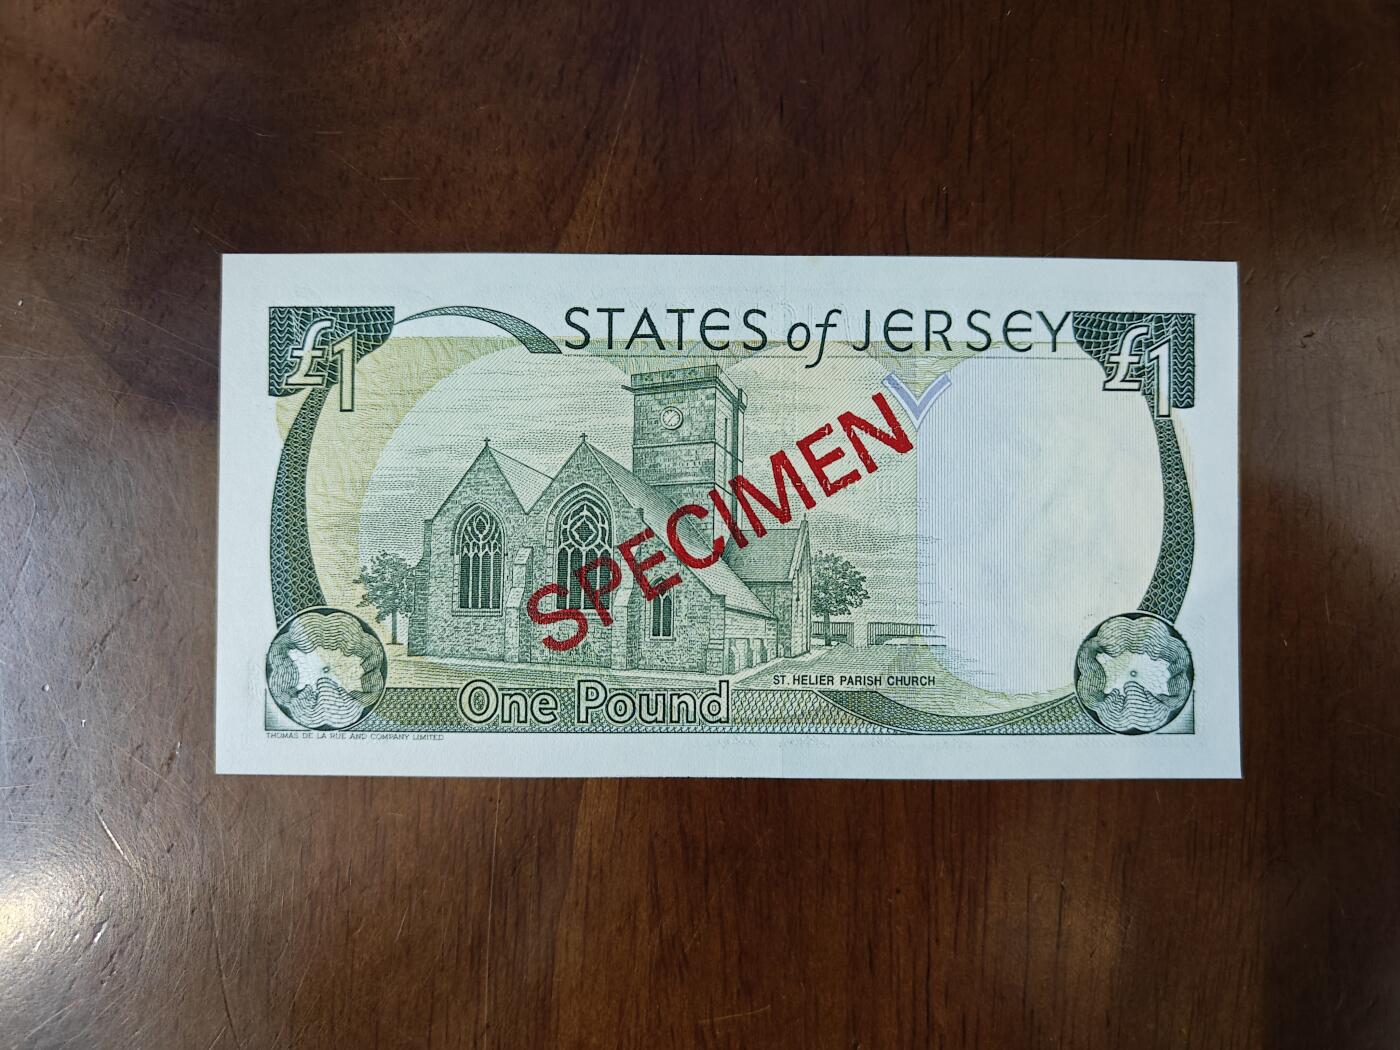 STATES of JERSEY
£1
£1
SPECIMEN
ST. HELIER PARISH CHURCH
One Pound
THOMAS DE LA RUE AND COMPANY LIMITED